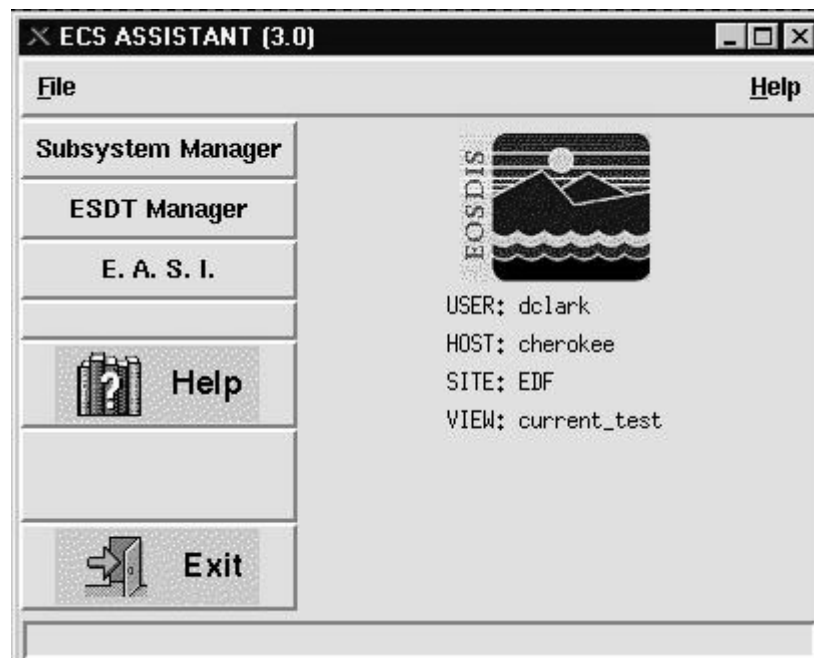 ECS ASSISTANT (3.0)
File
Help
Subsystem Manager
ESDT Manager
E. A. S. I.
? Help
Exit
EOSDIS
USER: dclark
HOST: cherokee
SITE: EDF
VIEW: current_test